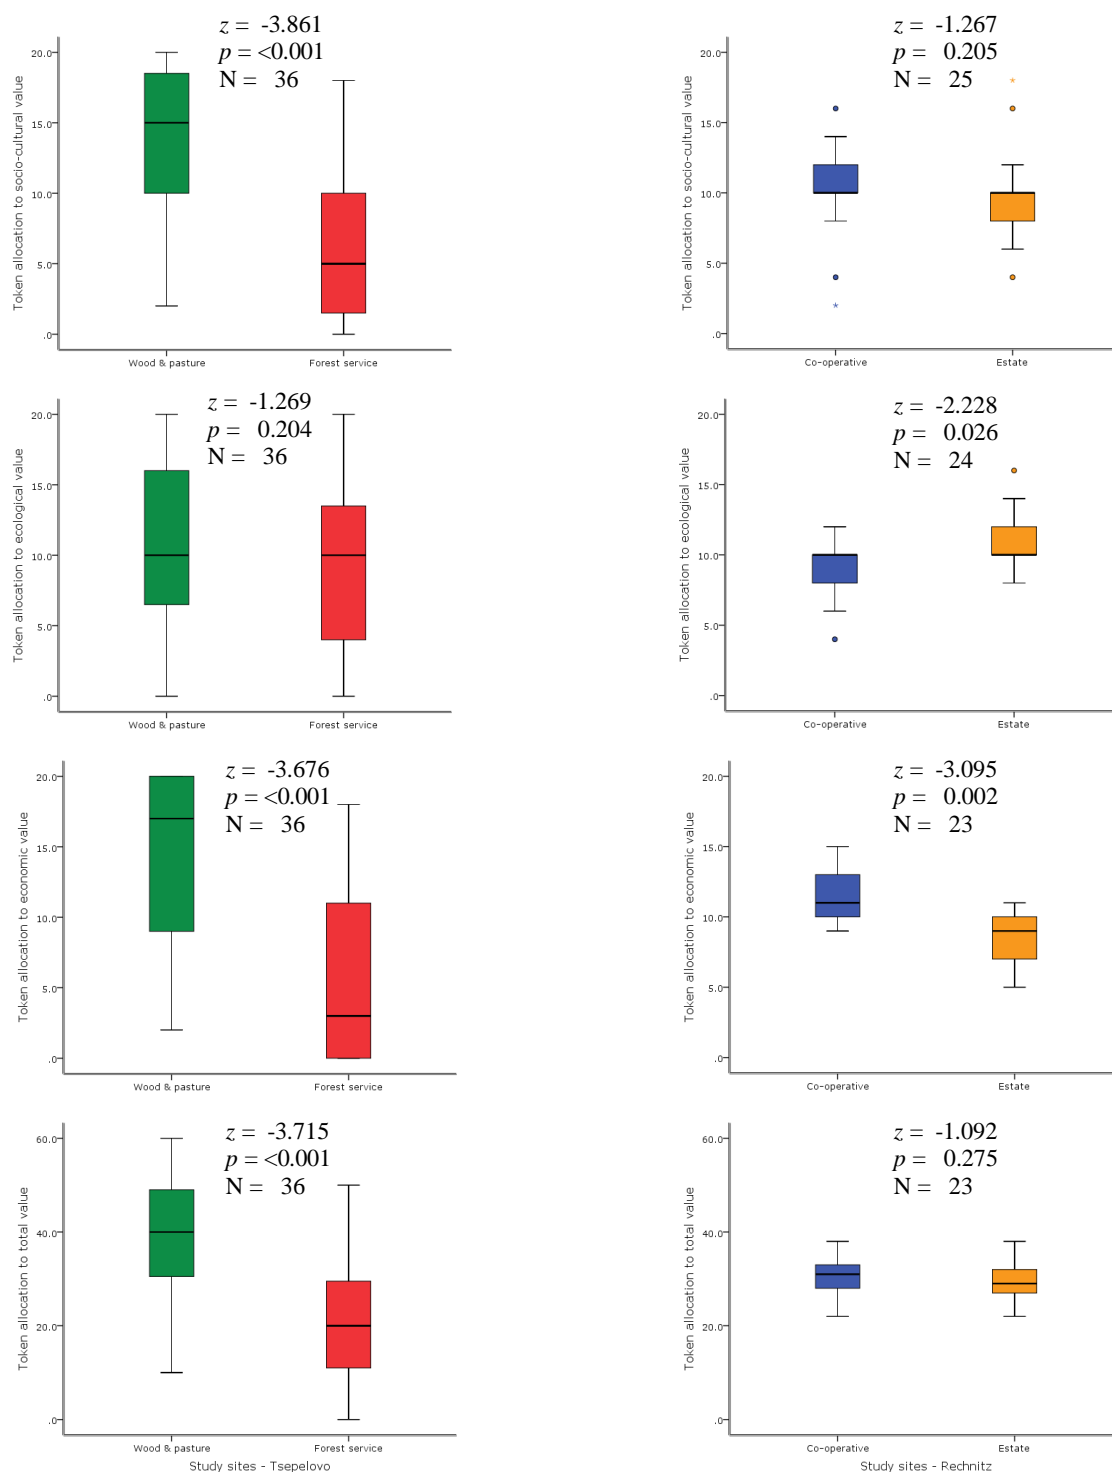 z = -3.861
p = <0.001
N = 36
Token allocation to socio-cultural value
20.0
15.0
10.0
5.0
.0
Wood & pasture
Forest service
z = -1.267
p = 0.205
N = 25
Token allocation to socio-cultural value
20.0
15.0
10.0
5.0
.0
Co-operative
Estate
z = -1.269
p = 0.204
N = 36
Token allocation to ecological value
20.0
15.0
10.0
5.0
.0
Wood & pasture
Forest service
z = -2.228
p = 0.026
N = 24
Token allocation to ecological value
20.0
15.0
10.0
5.0
.0
Co-operative
Estate
z = -3.676
p = <0.001
N = 36
Token allocation to economic value
20.0
15.0
10.0
5.0
.0
Wood & pasture
Forest service
z = -3.095
p = 0.002
N = 23
Token allocation to economic value
20.0
15.0
10.0
5.0
.0
Co-operative
Estate
z = -3.715
p = <0.001
N = 36
Token allocation to total value
60.0
40.0
20.0
.0
Wood & pasture
Forest service
Study sites - Tsepelovo
z = -1.092
p = 0.275
N = 23
Token allocation to total value
60.0
40.0
20.0
.0
Co-operative
Estate
Study sites - Rechnitz